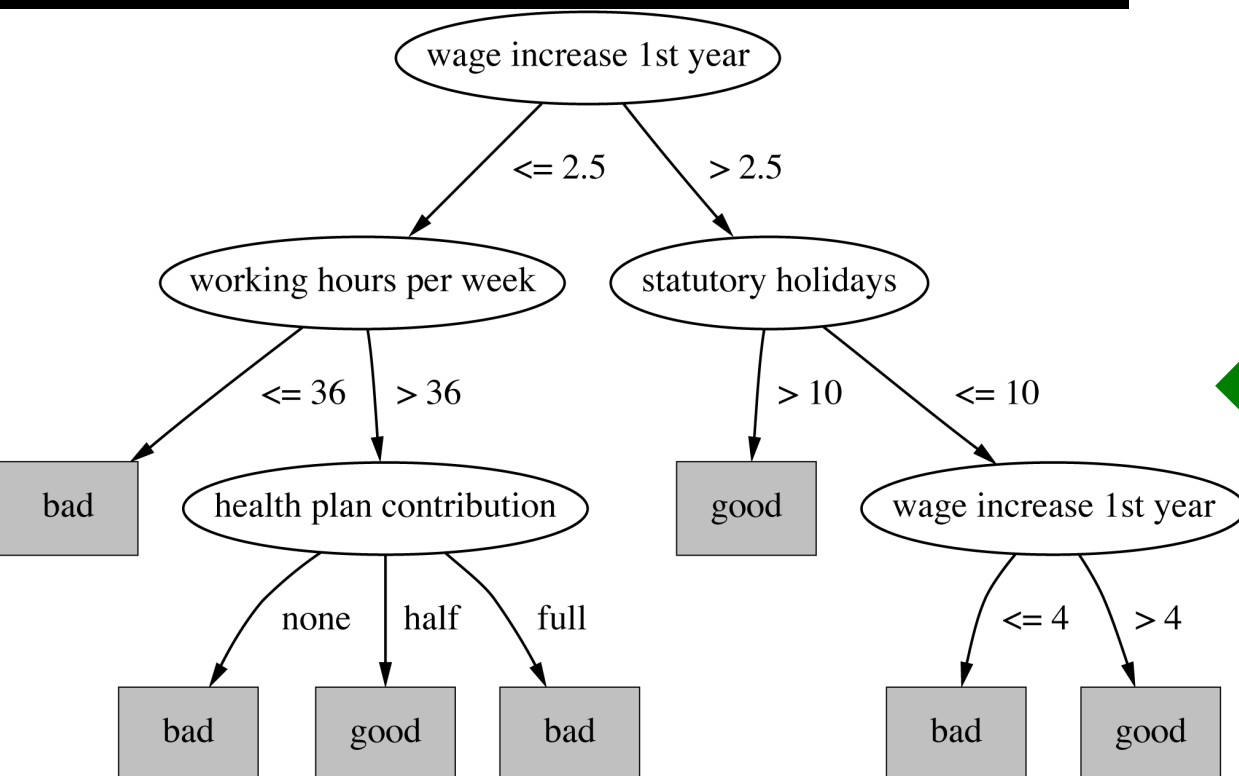 wage increase 1st year
<= 2.5
> 2.5
working hours per week
statutory holidays
<= 36
> 36
> 10
<= 10
bad
health plan contribution
good
wage increase 1st year
none
half
full
<= 4
> 4
bad
good
bad
bad
good